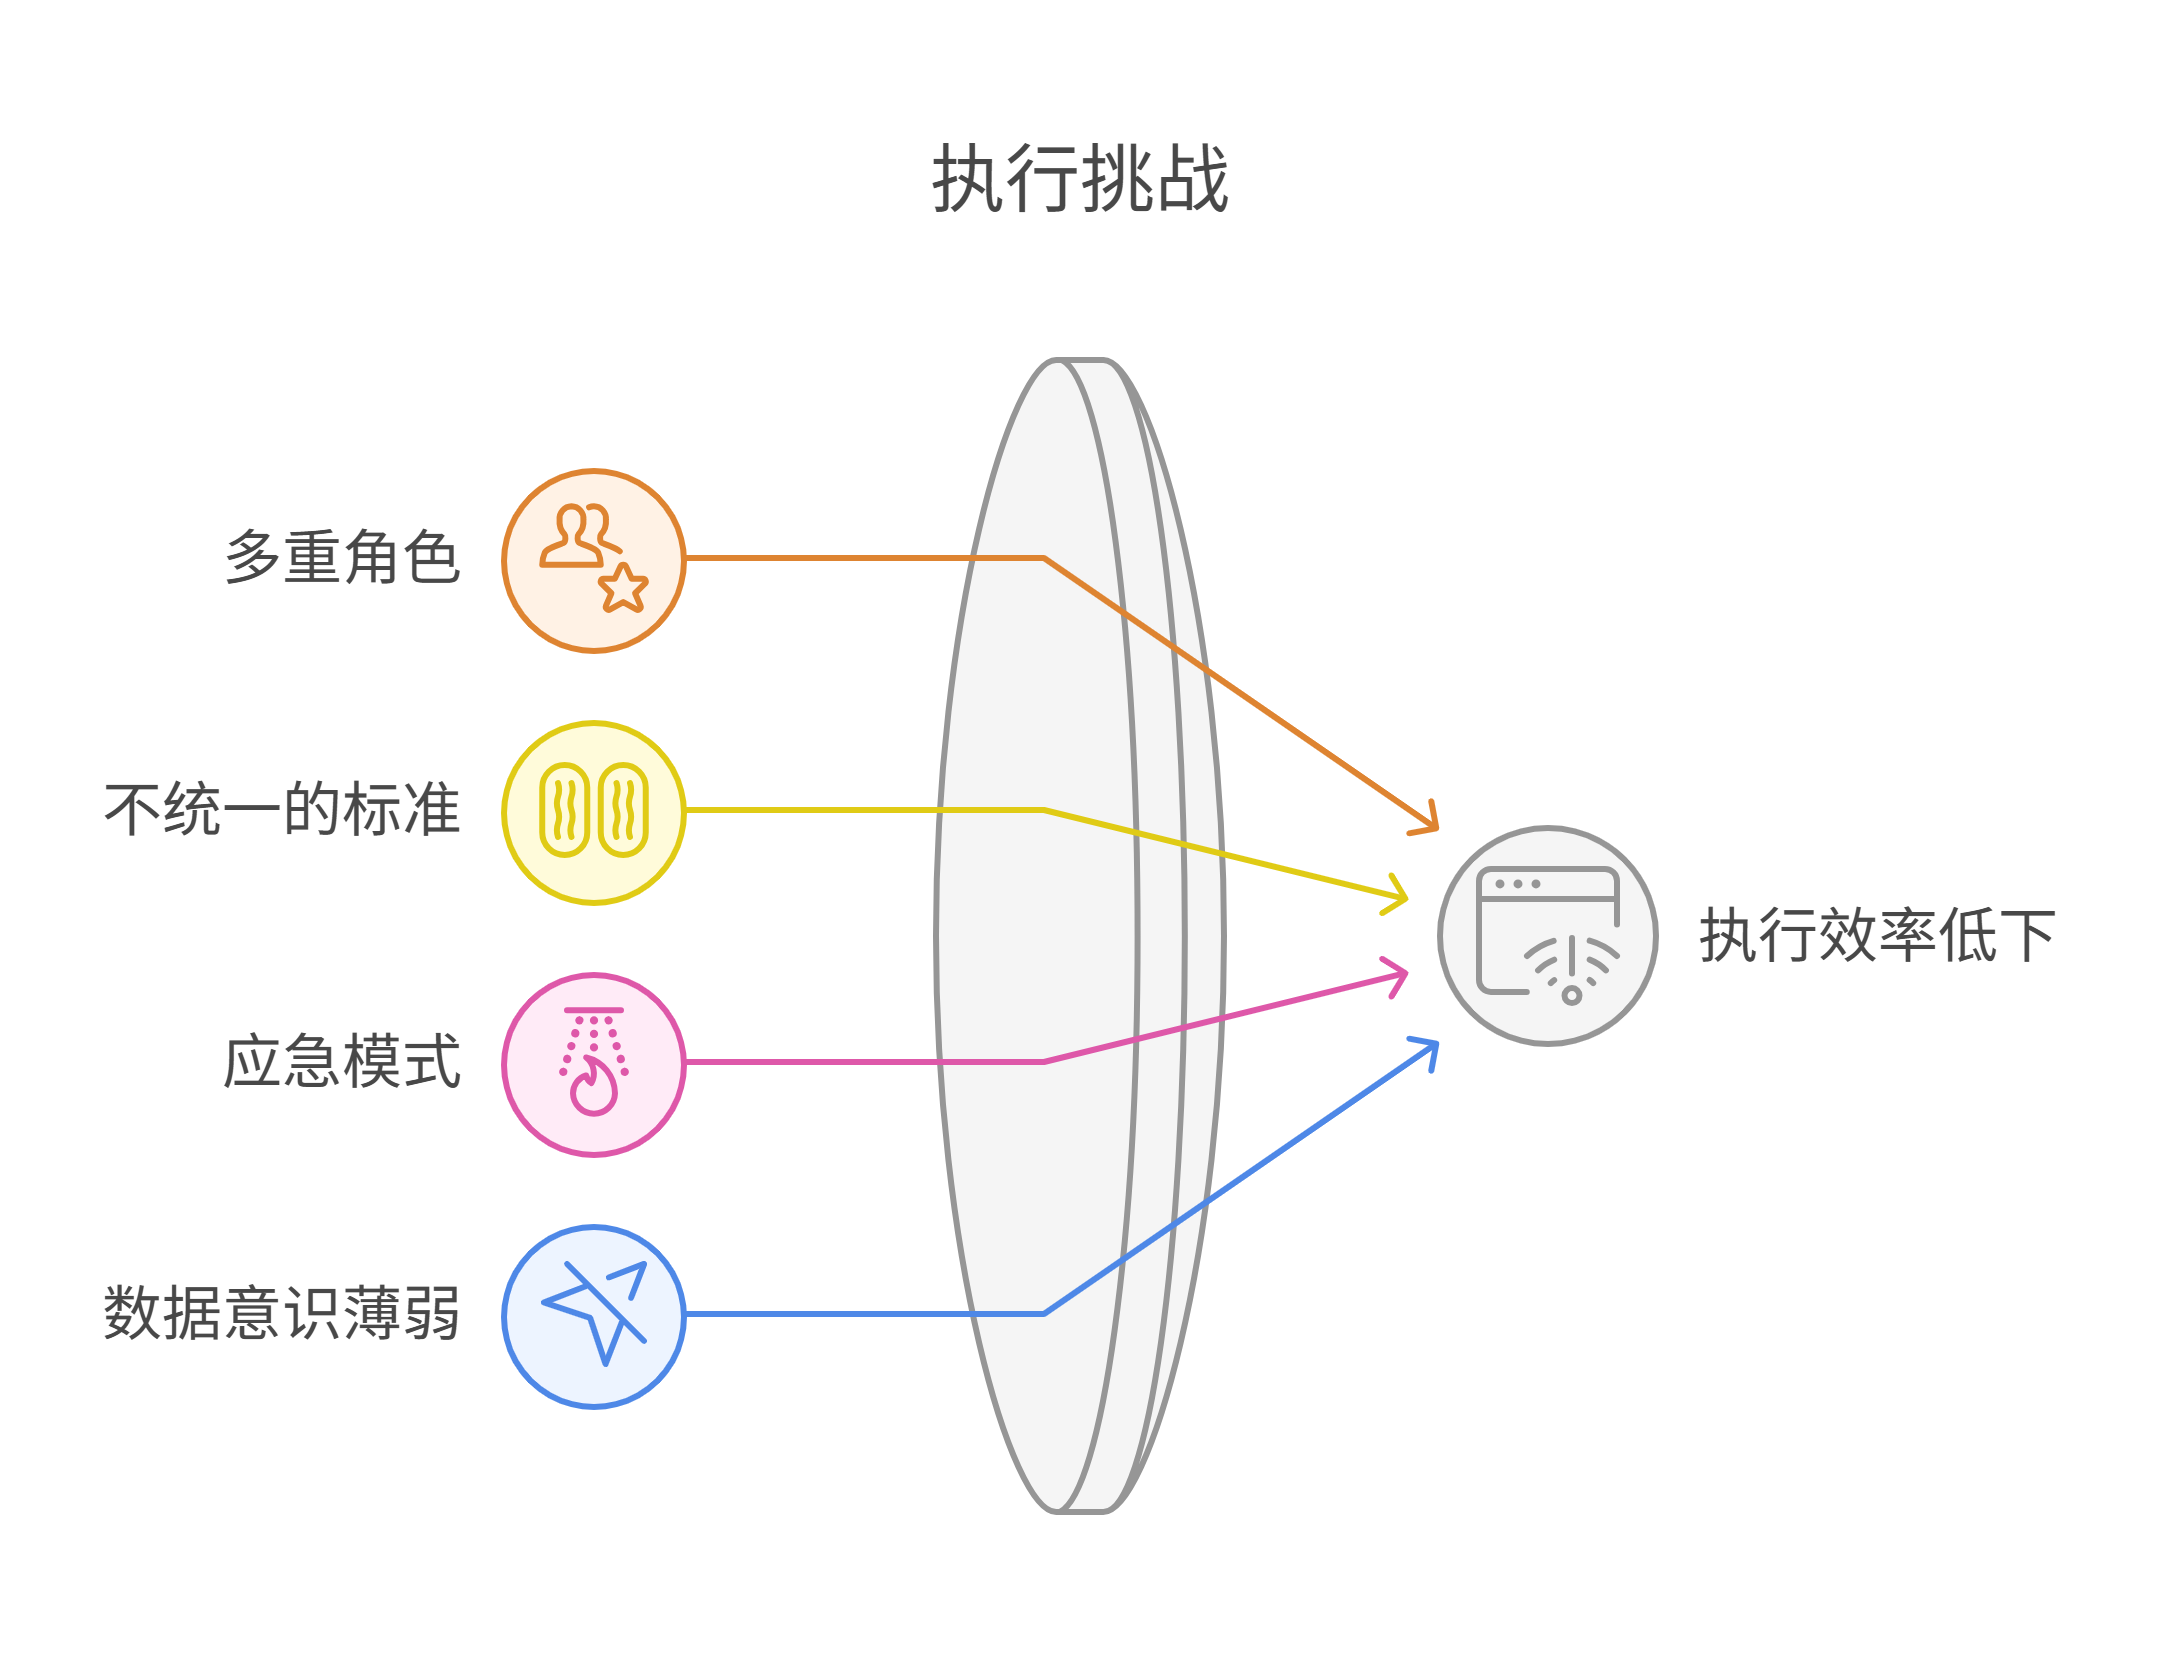 执行挑战
多重角色
不统一的标准
应急模式
数据意识薄弱
执行效率低下